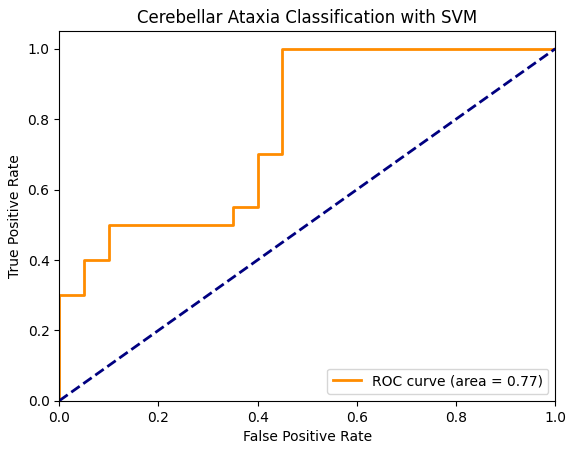 Cerebellar Ataxia Classification with SVM
1.0
0.8
0.6
0.4
0.2
0.0
True Positive Rate
ROC curve (area = 0.77)
0.0 0.2 0.4 0.6 0.8 1.0
False Positive Rate